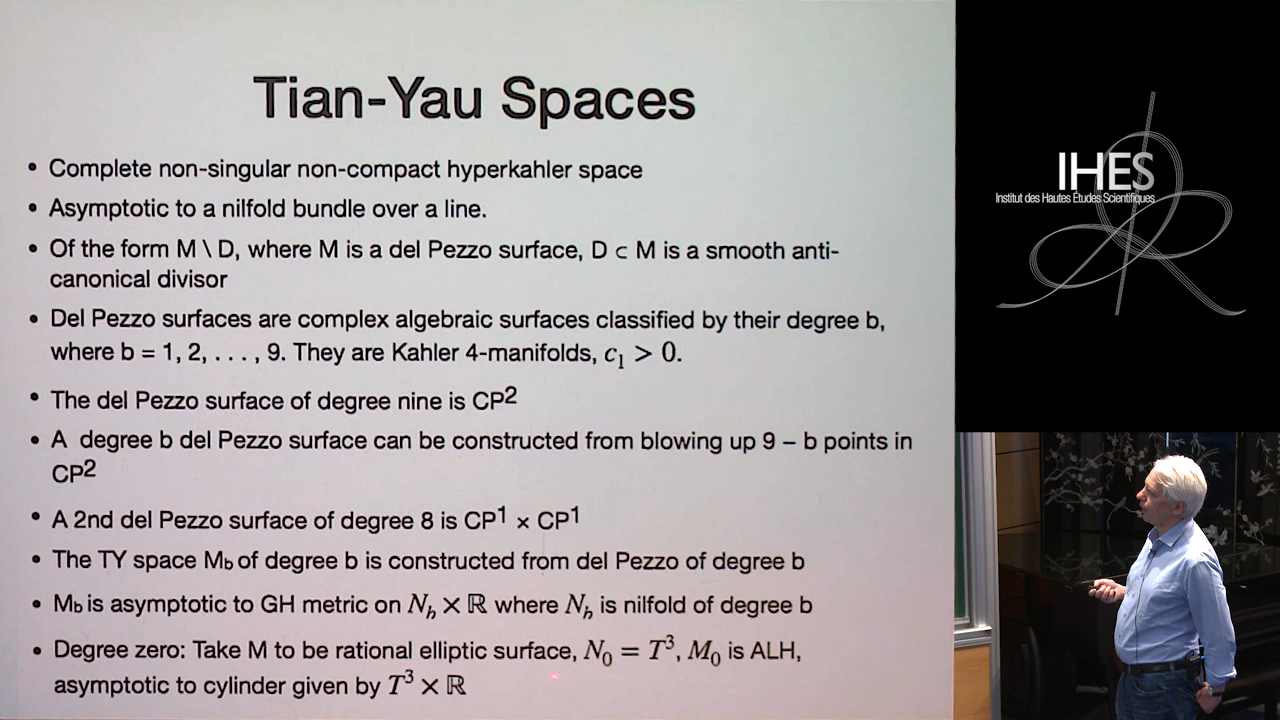 Tian-Yau Spaces
• Complete non-singular non-compact hyperkahler space
• Asymptotic to a nilfold bundle over a line.
• Of the form M \ D, where M is a del Pezzo surface, D ⊂ M is a smooth anti-
canonical divisor
• Del Pezzo surfaces are complex algebraic surfaces classified by their degree b,
where b = 1, 2, . . . , 9. They are Kahler 4-manifolds, c₁ > 0.
• The del Pezzo surface of degree nine is CP²
• A degree b del Pezzo surface can be constructed from blowing up 9 – b points in
CP²
• A 2nd del Pezzo surface of degree 8 is CP¹ × CP¹
• The TY space Mb of degree b is constructed from del Pezzo of degree b
• Mb is asymptotic to GH metric on N_b × ℝ where N_b is nilfold of degree b
• Degree zero: Take M to be rational elliptic surface, N₀ = T³, M₀ is ALH,
asymptotic to cylinder given by T³ × ℝ
IHES
Institut des Hautes Études Scientifiques